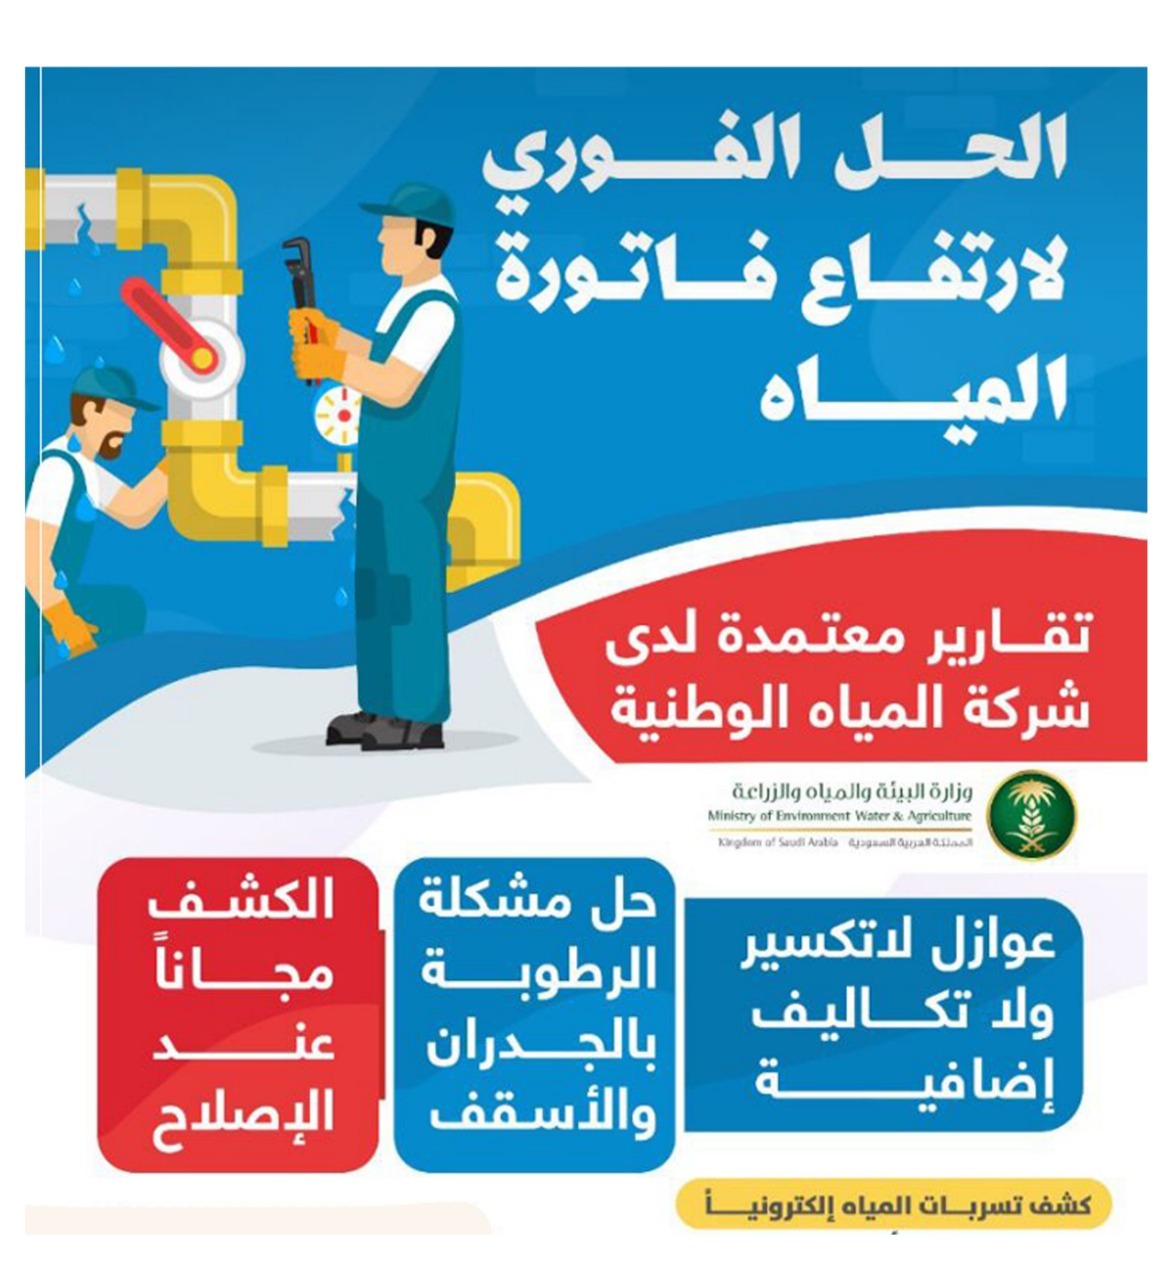 الحل الفوري
لارتفاع فاتورة
المياه
تقارير معتمدة لدى
شركة المياه الوطنية
وزارة البيئة والمياه والزراعة
Ministry of Environment Water & Agriculture
Kingdom of Saudi Arabia المملكة العربية السعودية
عوازل لاتكسير
ولا تكاليف
إضافية
حل مشكلة
الرطوبة
بالجدران
والأسقف
الكشف
مجاناً
عند
الإصلاح
كشف تسربات المياه إلكترونياً